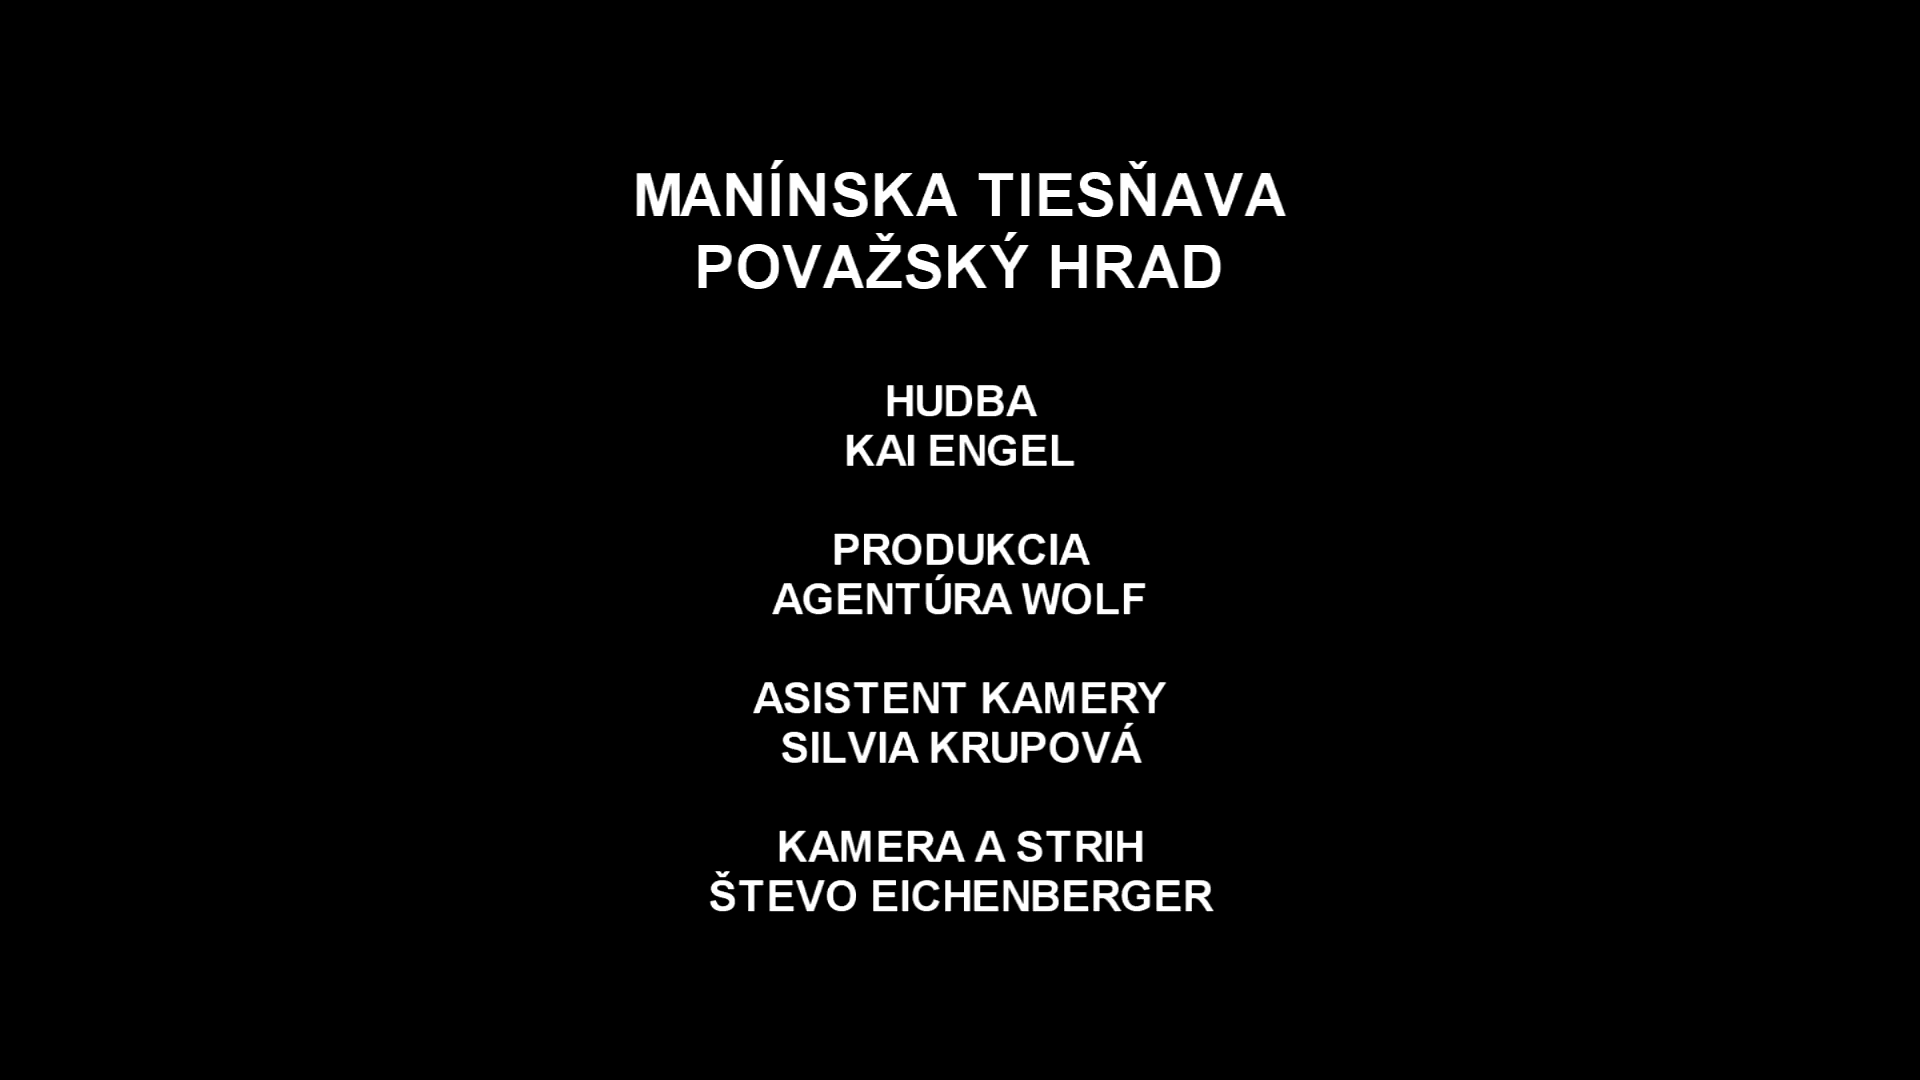 MANÍNSKA TIESŇAVA
POVAŽSKÝ HRAD
HUDBA
KAI ENGEL
PRODUKCIA
AGENTÚRA WOLF
ASISTENT KAMERY
SILVIA KRUPOVÁ
KAMERA A STRIH
ŠTEVO EICHENBERGER